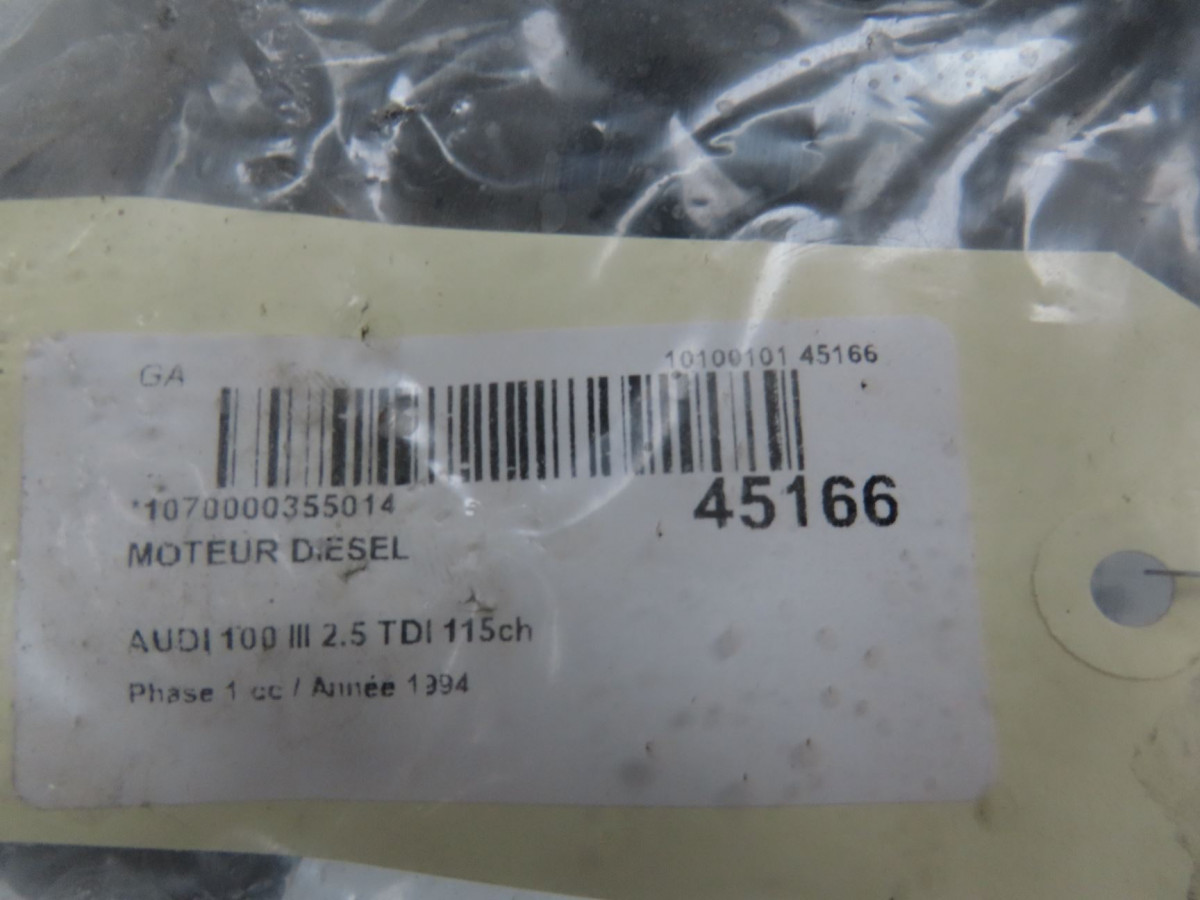 GA
10100101 45166
*1070000355014
45166
MOTEUR DIESEL
AUDI 100 III 2.5 TDI 115ch
Phase 1 cc / Année 1994